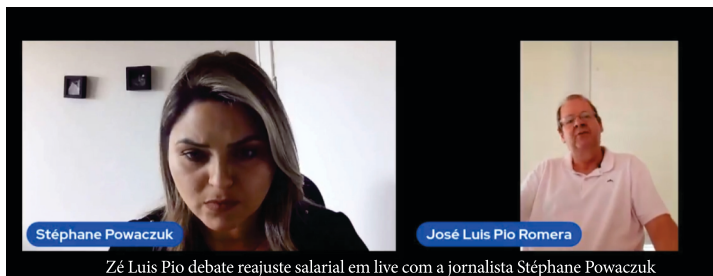 Stéphane Powaczuk
José Luis Pio Romera
Zé Luis Pio debate reajuste salarial em live com a jornalista Stéphane Powaczuk